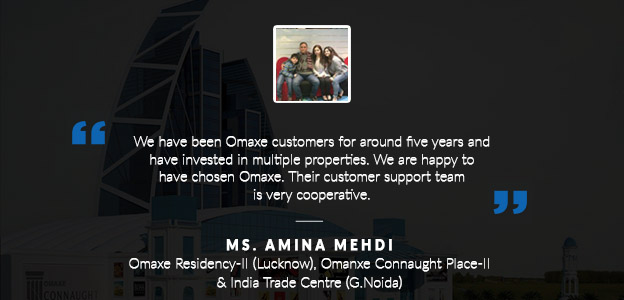 We have been Omaxe customers for around five years and
have invested in multiple properties. We are happy to
have chosen Omaxe. Their customer support team
is very cooperative.
MS. AMINA MEHDI
Omaxe Residency-II (Lucknow), Omanxe Connaught Place-II
& India Trade Centre (G.Noida)
CONNAUGH